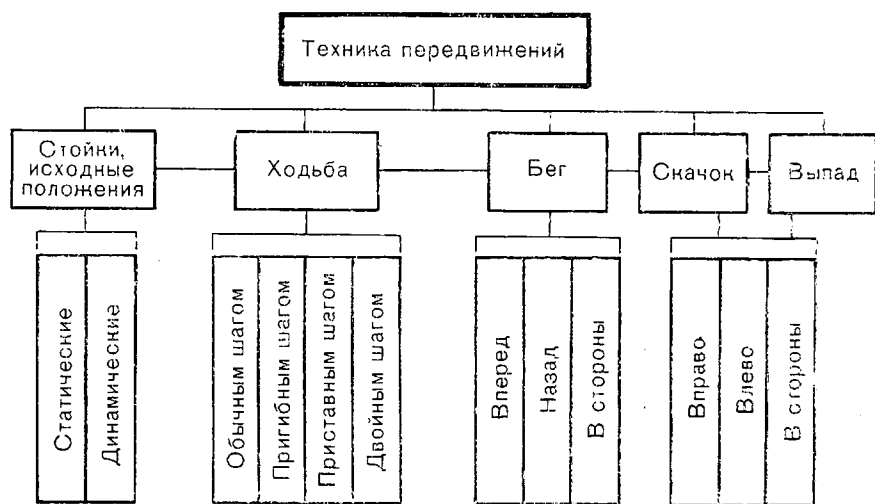 Техника передвижений
Стойки,
исходные
положения
Ходьба
Бег
Скачок
Выпад
Статические
Динамические
Обычным шагом
Пригибным шагом
Приставным шагом
Двойным шагом
Вперед
Назад
В стороны
Вправо
Влево
В стороны